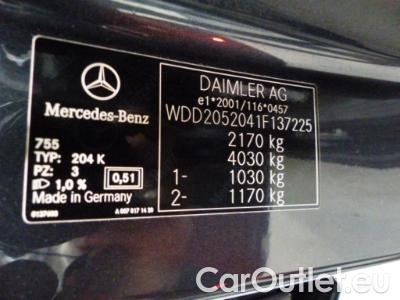 Mercedes-Benz
755
TYP: 204 K
PZ: 3
1,0 %
0,51
Made in Germany
DAIMLER AG
e1*2001/116*0457
WDD2052041F137225
2170 kg
4030 kg
1- 1030 kg
2- 1170 kg
CarOutlet.eu